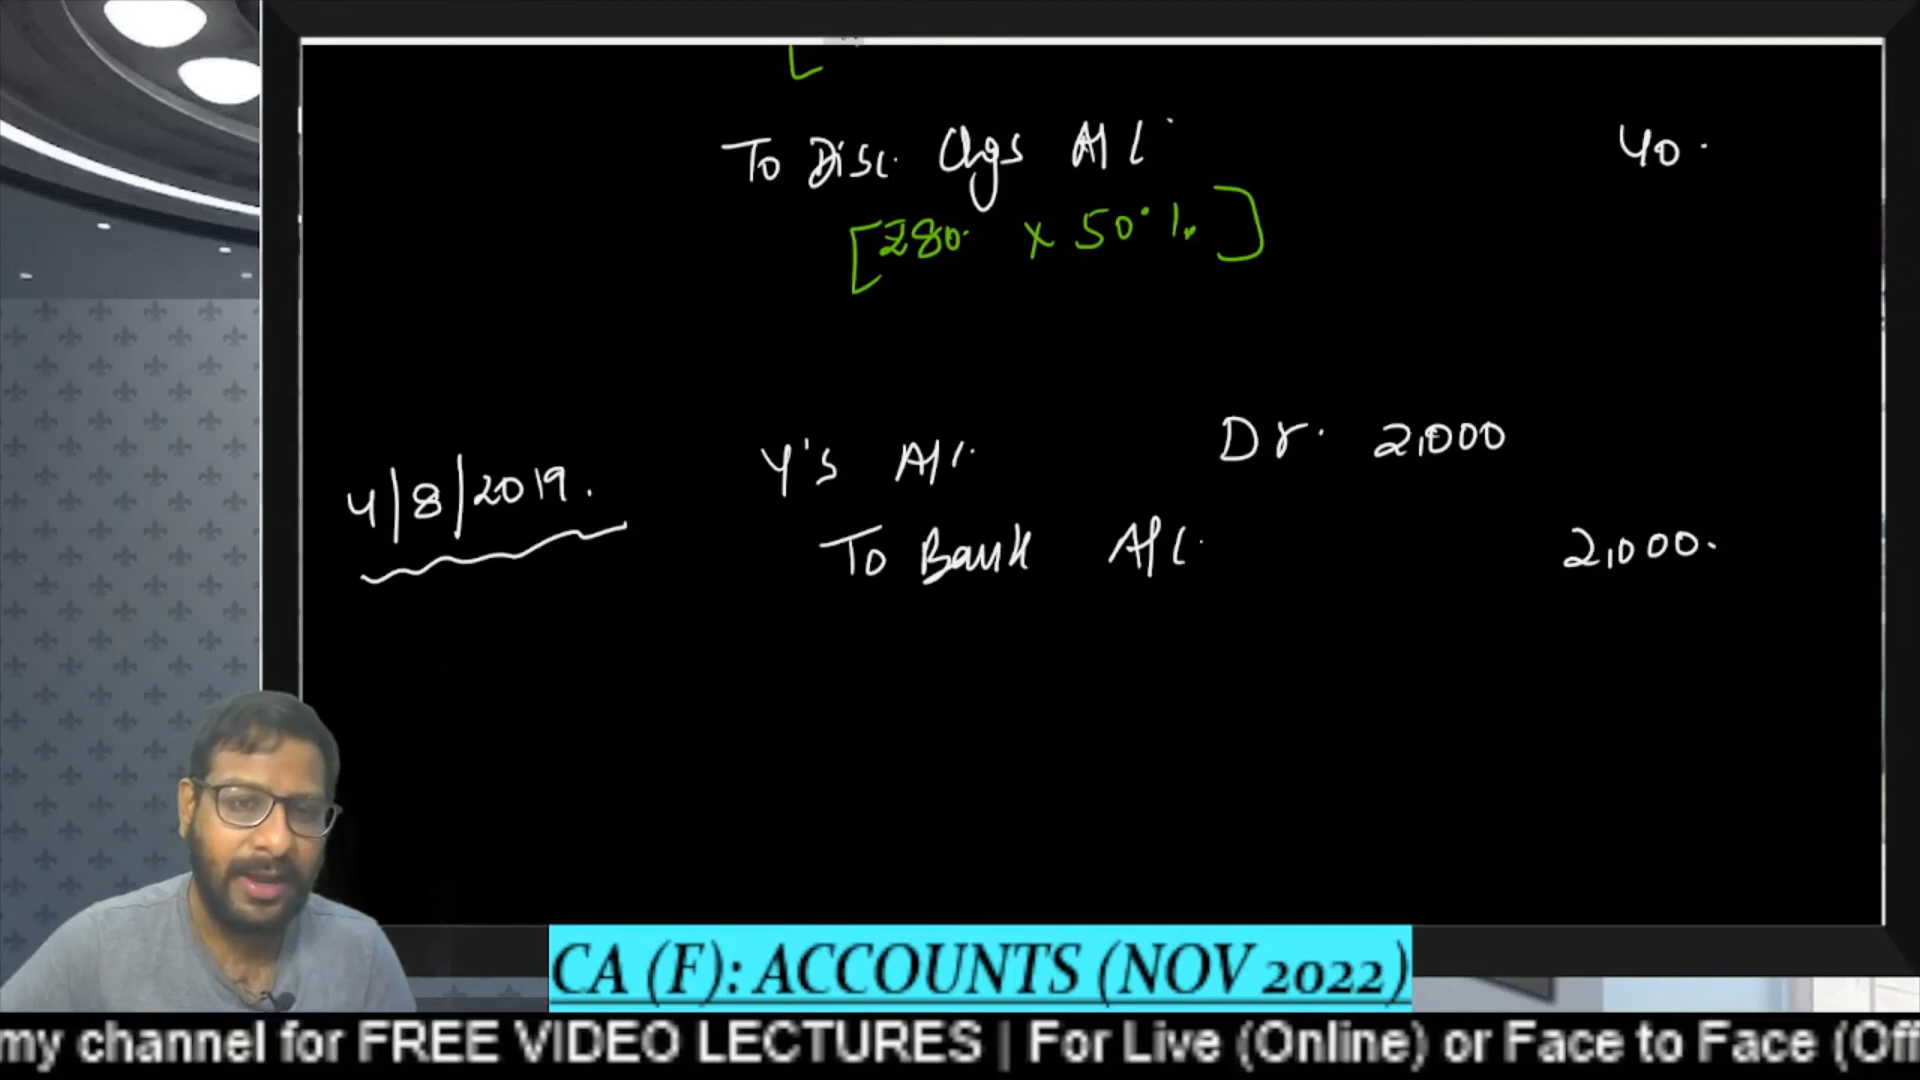 To Disc. Chgs A/c 40.
[₹80. x 50%]
4/8/2019. Y's A/c. Dr. 2,000
To Bank A/c. 2,000.
CA (F): ACCOUNTS (NOV 2022)
my channel for FREE VIDEO LECTURES | For Live (Online) or Face to Face (Off